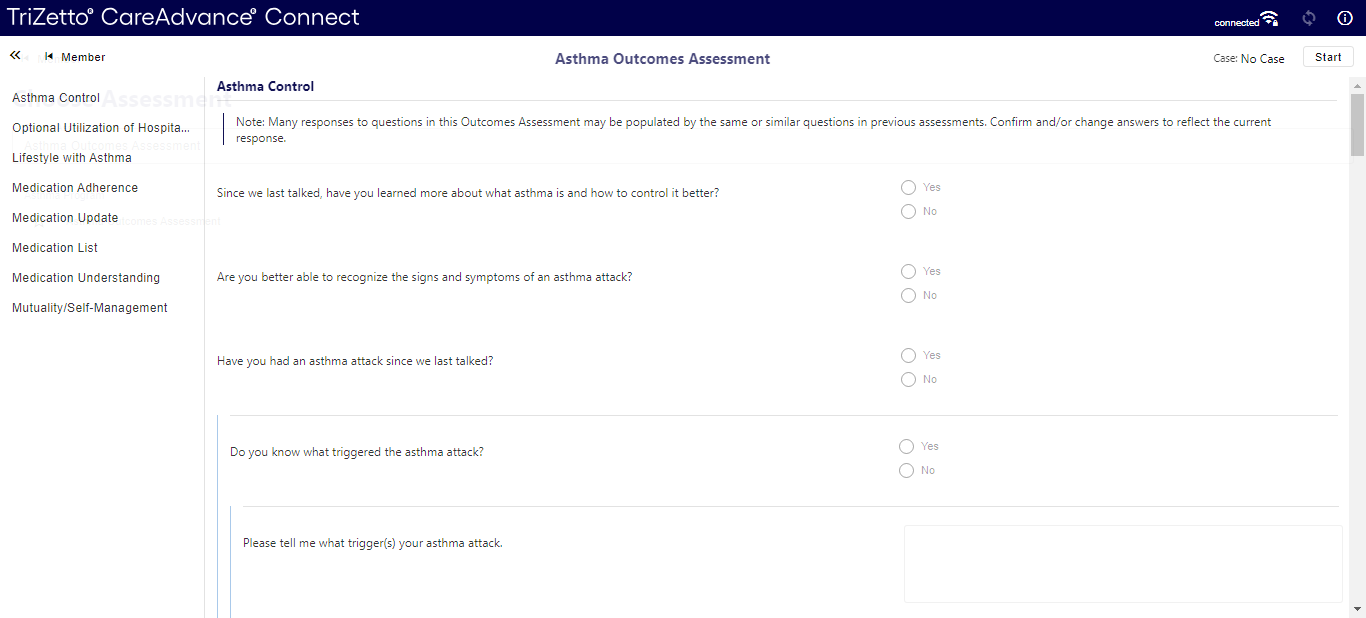 TriZetto® CareAdvance® Connect
connected
Member
Asthma Outcomes Assessment
Case: No Case
Start
Asthma Control
Optional Utilization of Hospita...
Lifestyle with Asthma
Medication Adherence
Medication Update
Medication List
Medication Understanding
Mutuality/Self-Management
Assessment
Asthma Outcomes Assessment
comes Assessment
Asthma Control
Note: Many responses to questions in this Outcomes Assessment may be populated by the same or similar questions in previous assessments. Confirm and/or change answers to reflect the current
response.
Since we last talked, have you learned more about what asthma is and how to control it better?
Yes
No
Are you better able to recognize the signs and symptoms of an asthma attack?
Yes
No
Have you had an asthma attack since we last talked?
Yes
No
Do you know what triggered the asthma attack?
Yes
No
Please tell me what trigger(s) your asthma attack.